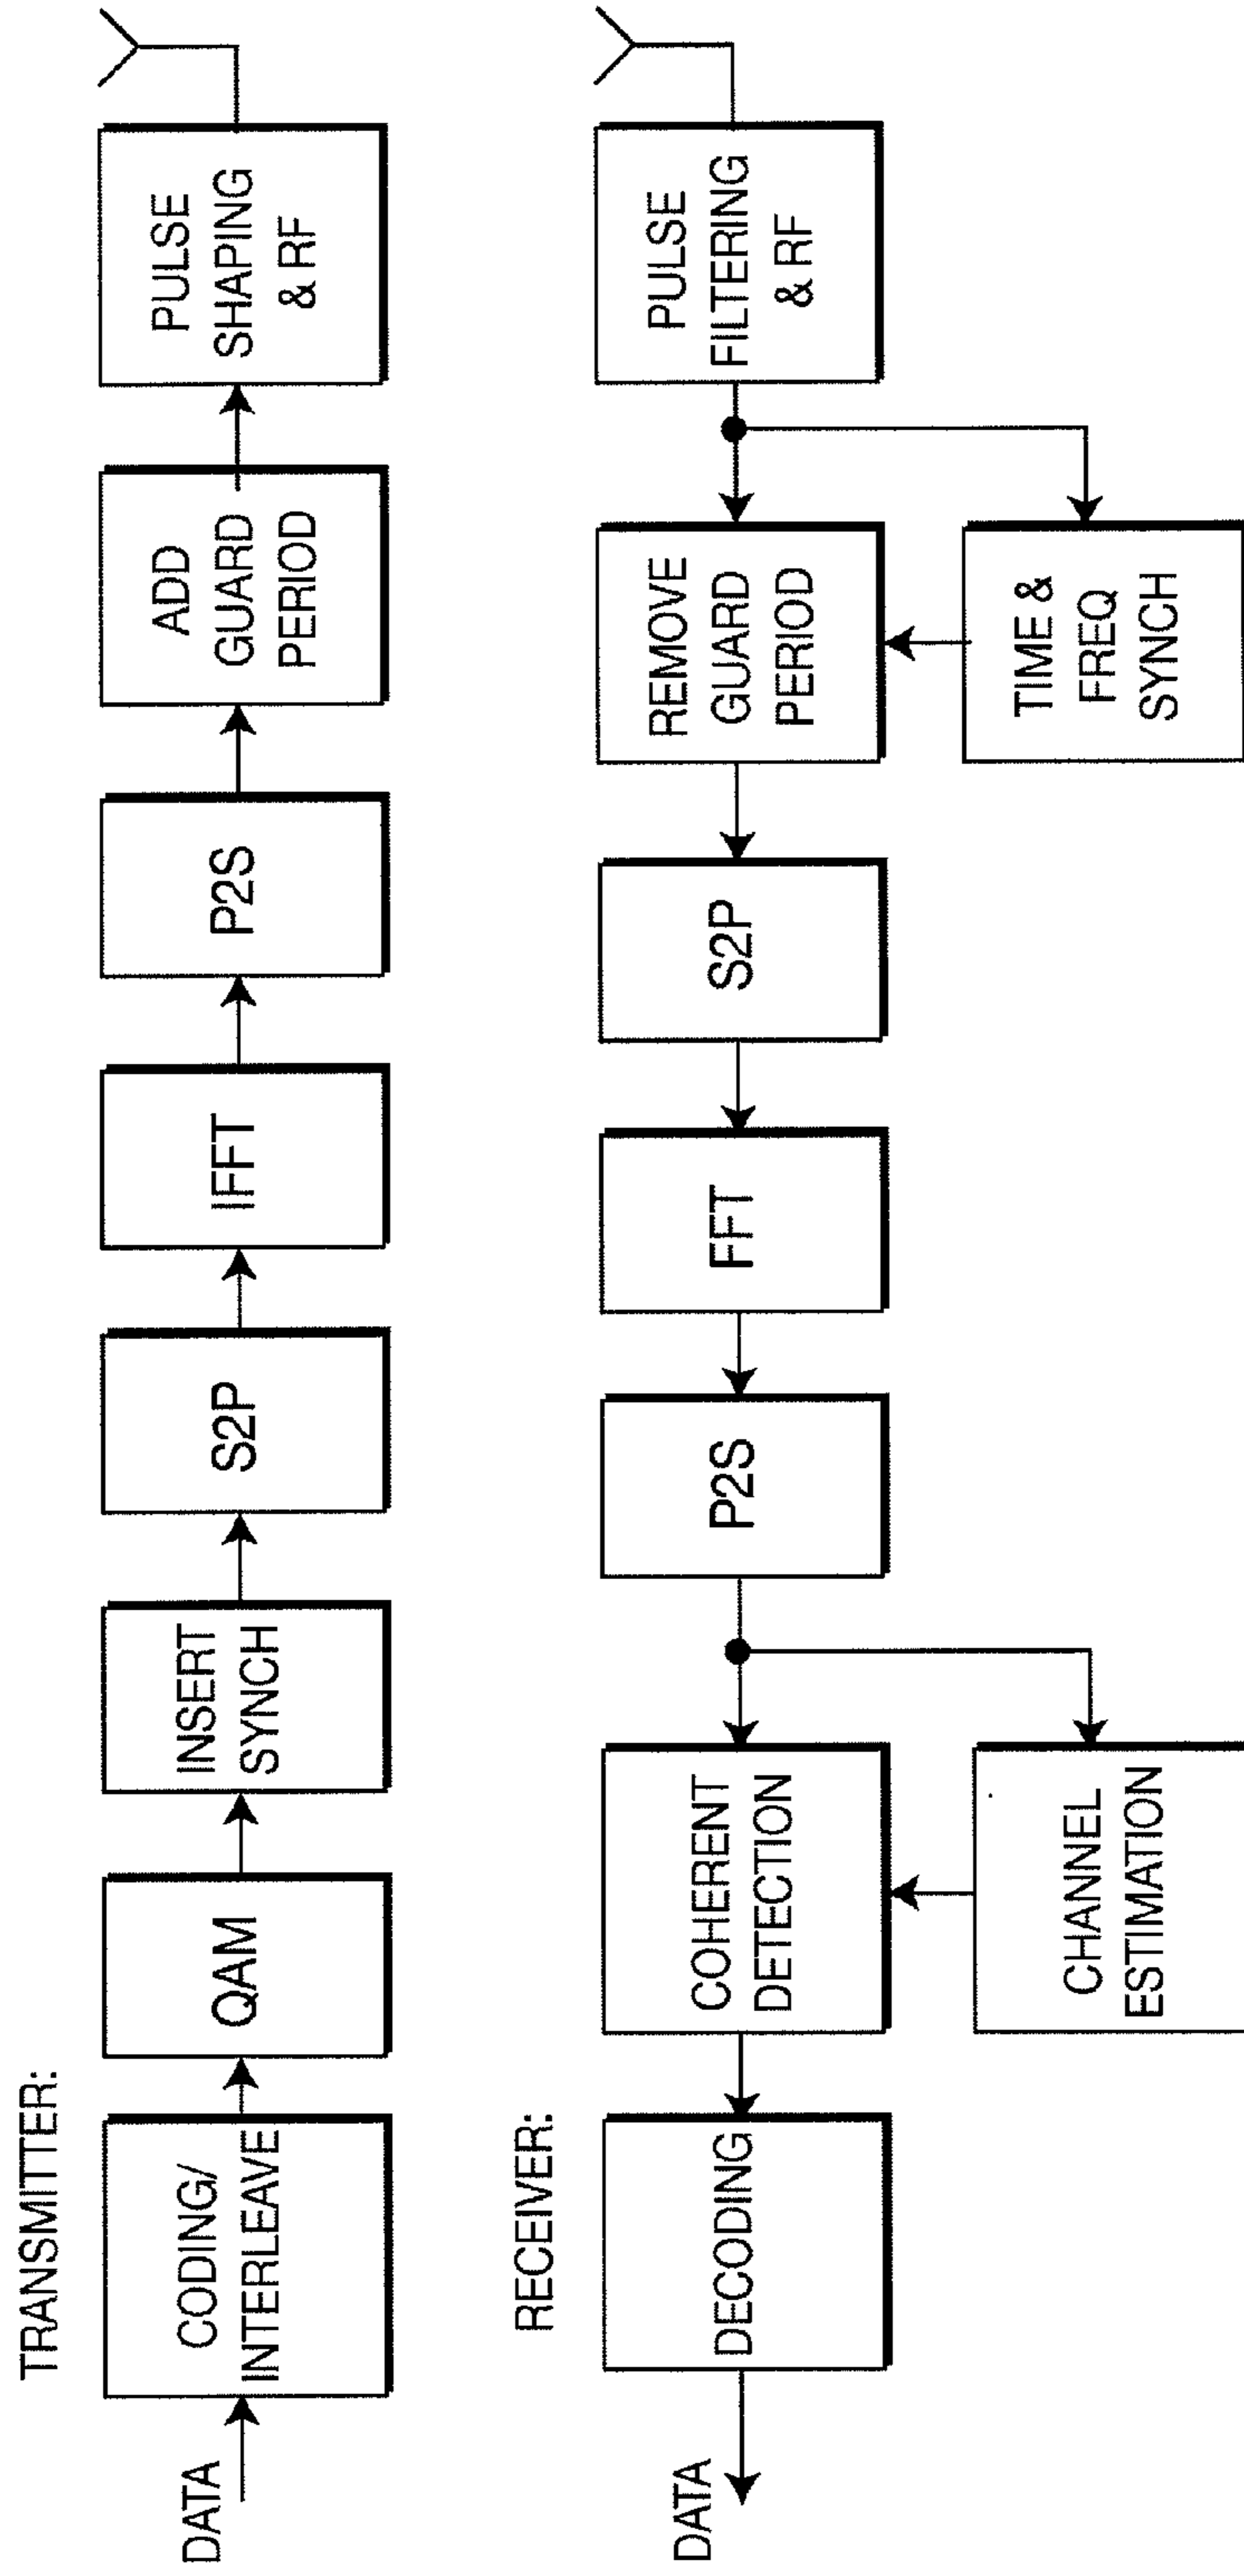 TRANSMITTER:
DATA
CODING/
INTERLEAVE
QAM
INSERT
SYNCH
S2P
IFFT
P2S
ADD
GUARD
PERIOD
PULSE
SHAPING
& RF
RECEIVER:
DATA
DECODING
COHERENT
DETECTION
P2S
FFT
S2P
REMOVE
GUARD
PERIOD
PULSE
FILTERING
& RF
CHANNEL
ESTIMATION
TIME &
FREQ
SYNCH